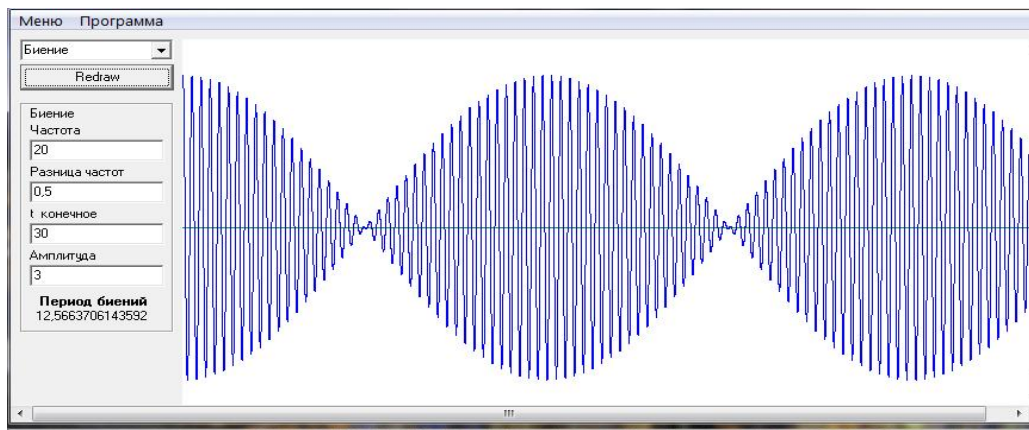 Меню Программа
Биение
Redraw
Биение
Частота
20
Разница частот
0,5
t конечное
30
Амплитуда
3
Период биений
12,5663706143592